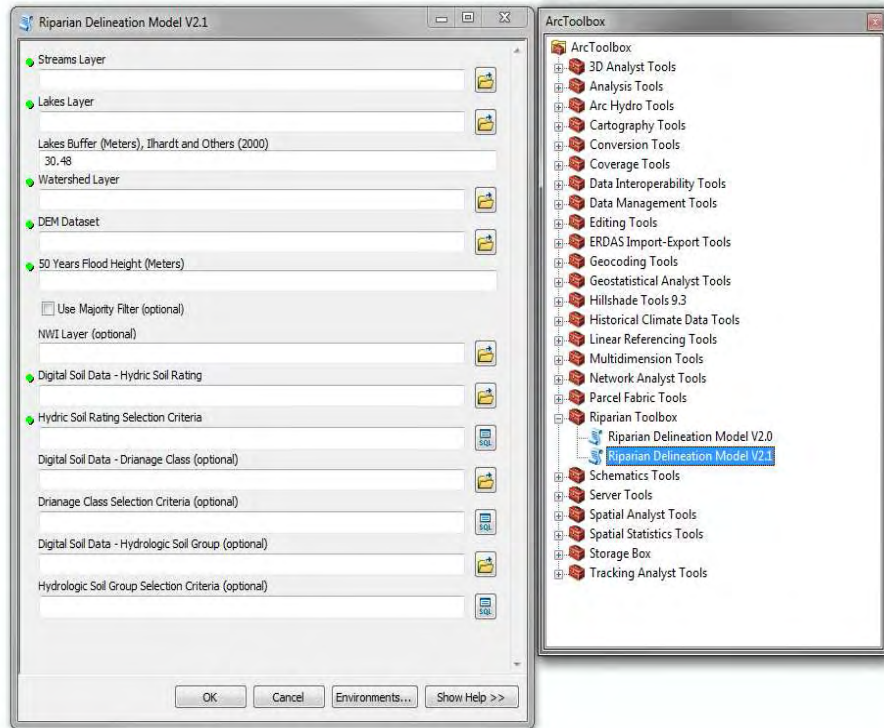 Riparian Delineation Model V2.1
Streams Layer
Lakes Layer
Lakes Buffer (Meters), Ilhardt and Others (2000)
30.48
Watershed Layer
DEM Dataset
50 Years Flood Height (Meters)
Use Majority Filter (optional)
NWI Layer (optional)
Digital Soil Data - Hydric Soil Rating
Hydric Soil Rating Selection Criteria
SQL
Digital Soil Data - Drianage Class (optional)
Drianage Class Selection Criteria (optional)
SQL
Digital Soil Data - Hydrologic Soil Group (optional)
Hydrologic Soil Group Selection Criteria (optional)
SQL
OK
Cancel
Environments...
Show Help >>
ArcToolbox
ArcToolbox
3D Analyst Tools
Analysis Tools
Arc Hydro Tools
Cartography Tools
Conversion Tools
Coverage Tools
Data Interoperability Tools
Data Management Tools
Editing Tools
ERDAS Import-Export Tools
Geocoding Tools
Geostatistical Analyst Tools
Hillshade Tools 9.3
Historical Climate Data Tools
Linear Referencing Tools
Multidimension Tools
Network Analyst Tools
Parcel Fabric Tools
Riparian Toolbox
Riparian Delineation Model V2.0
Riparian Delineation Model V2.1
Schematics Tools
Server Tools
Spatial Analyst Tools
Spatial Statistics Tools
Storage Box
Tracking Analyst Tools